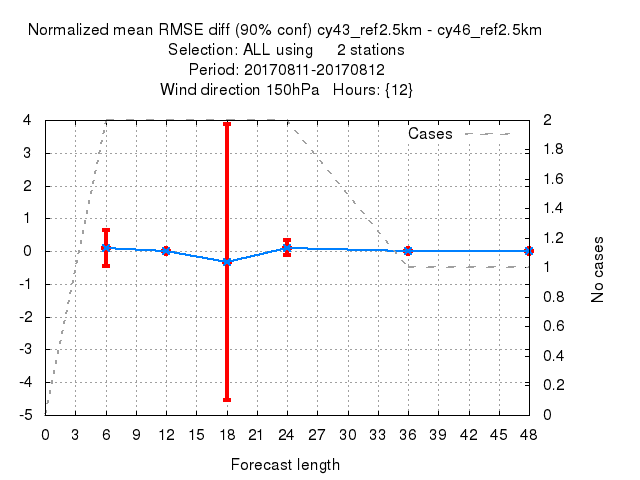 Normalized mean RMSE diff (90% conf) cy43_ref2.5km - cy46_ref2.5km
Selection: ALL using 2 stations
Period: 20170811-20170812
Wind direction 150hPa Hours: {12}
Cases
4
3
2
1
0
-1
-2
-3
-4
-5
2
1.8
1.6
1.4
1.2
1
0.8
0.6
0.4
0.2
0
No cases
0 3 6 9 12 15 18 21 24 27 30 33 36 39 42 45 48
Forecast length